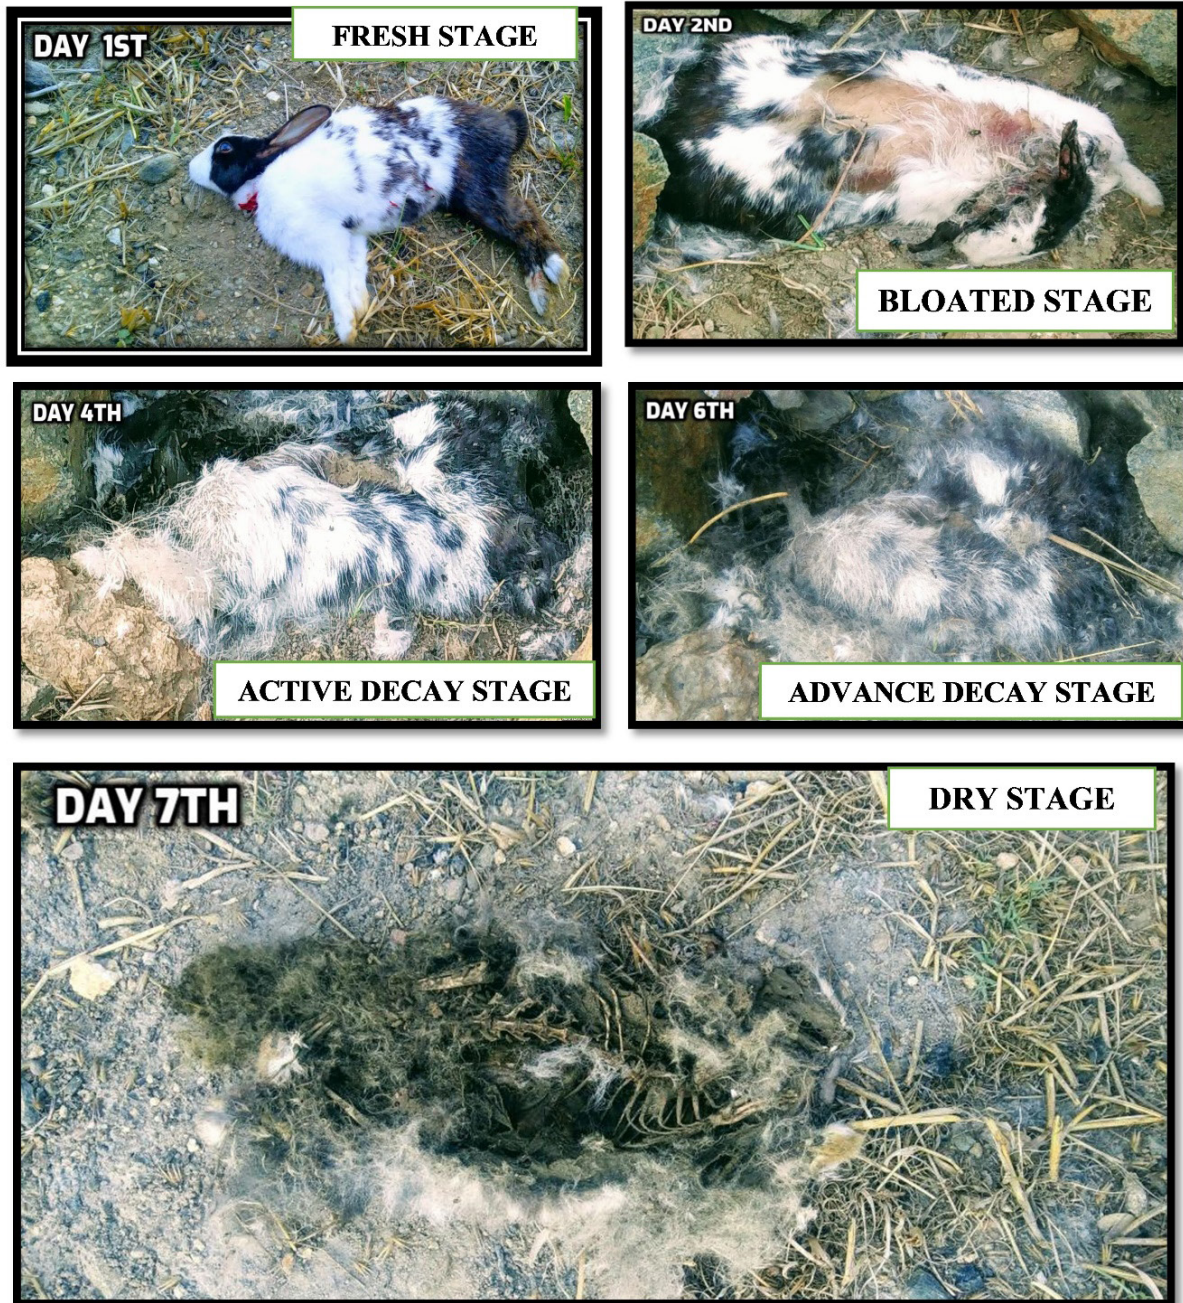 DAY 1ST
FRESH STAGE
DAY 2ND
BLOATED STAGE
DAY 4TH
ACTIVE DECAY STAGE
DAY 6TH
ADVANCE DECAY STAGE
DAY 7TH
DRY STAGE